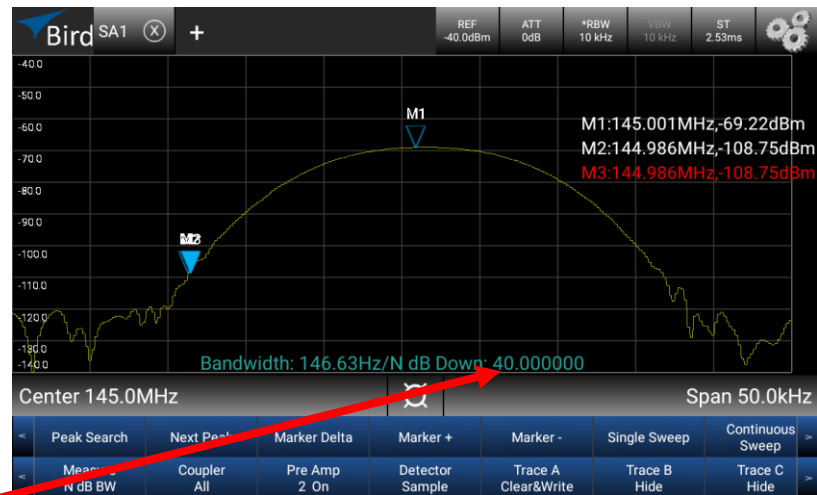 Bird SA1 X +
REF -40.0dBm
ATT 0dB
*RBW 10 kHz
VBW 10 kHz
ST 2.53ms
-40.0
-50.0
-60.0
-70.0
-80.0
-90.0
-100.0
-110.0
-120.0
-130.0
-140.0
M1
M1:145.001MHz,-69.22dBm
M2:144.986MHz,-108.75dBm
M3:144.986MHz,-108.75dBm
Bandwidth: 146.63Hz/N dB Down: 40.000000
Center 145.0MHz
Span 50.0kHz
< Peak Search Next Marker Delta Marker + Marker - Single Sweep Continuous Sweep >
< N dB BW Coupler All Pre Amp 2 On Detector Sample Trace A Clear&Write Trace B Hide Trace C Hide >